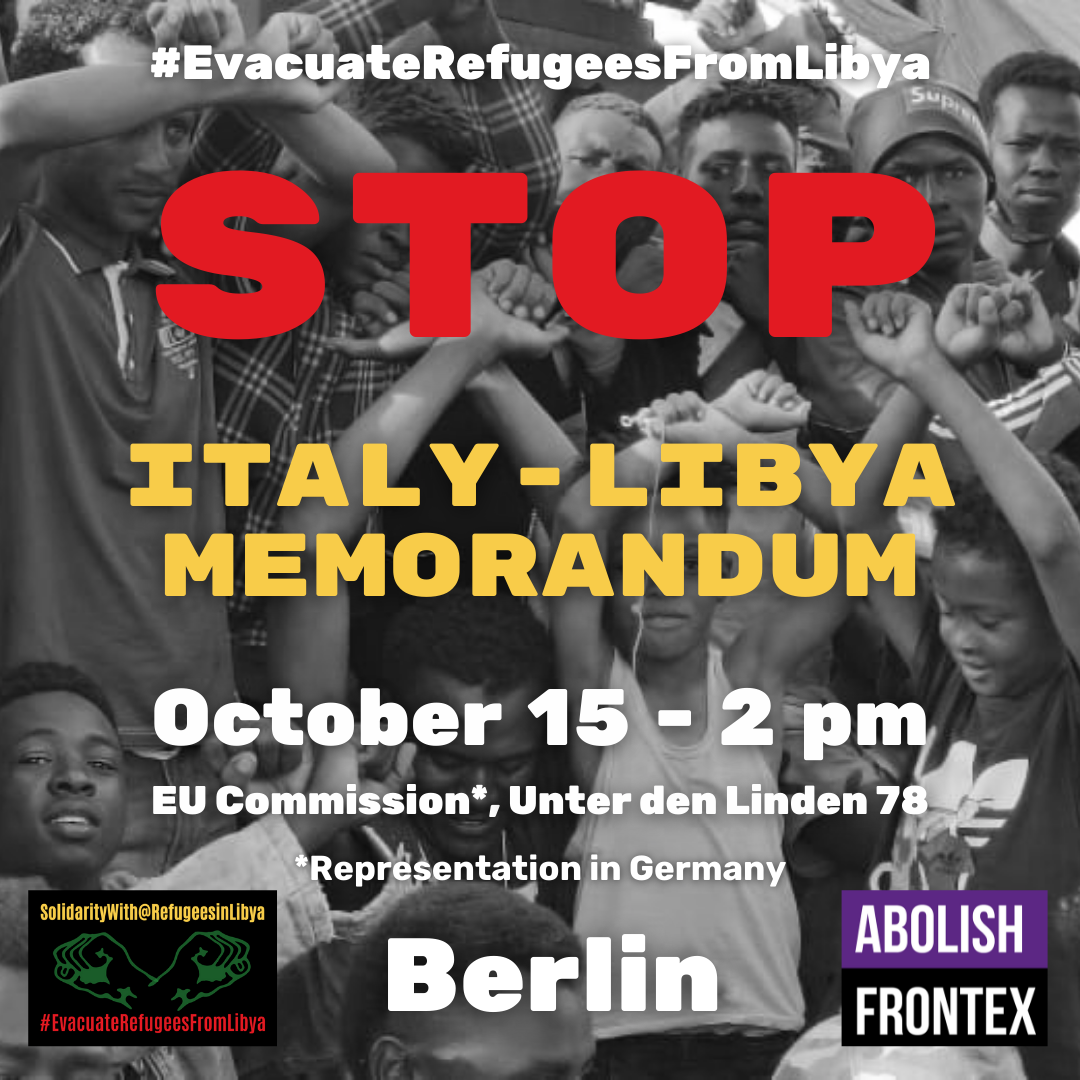 #EvacuateRefugeesFromLibya
Supre
STOP
ITALY-LIBYA
MEMORANDUM
October 15 - 2 pm
EU Commission*, Unter den Linden 78
*Representation in Germany
Berlin
SolidarityWith@RefugeesinLibya
#EvacuateRefugeesFromLibya
ABOLISH
FRONTEX